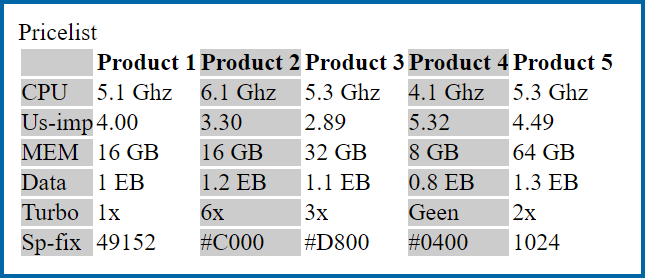 Pricelist
Product 1 Product 2 Product 3 Product 4 Product 5
CPU 5.1 Ghz 6.1 Ghz 5.3 Ghz 4.1 Ghz 5.3 Ghz
Us-imp 4.00 3.30 2.89 5.32 4.49
MEM 16 GB 16 GB 32 GB 8 GB 64 GB
Data 1 EB 1.2 EB 1.1 EB 0.8 EB 1.3 EB
Turbo 1x 6x 3x Geen 2x
Sp-fix 49152 #C000 #D800 #0400 1024